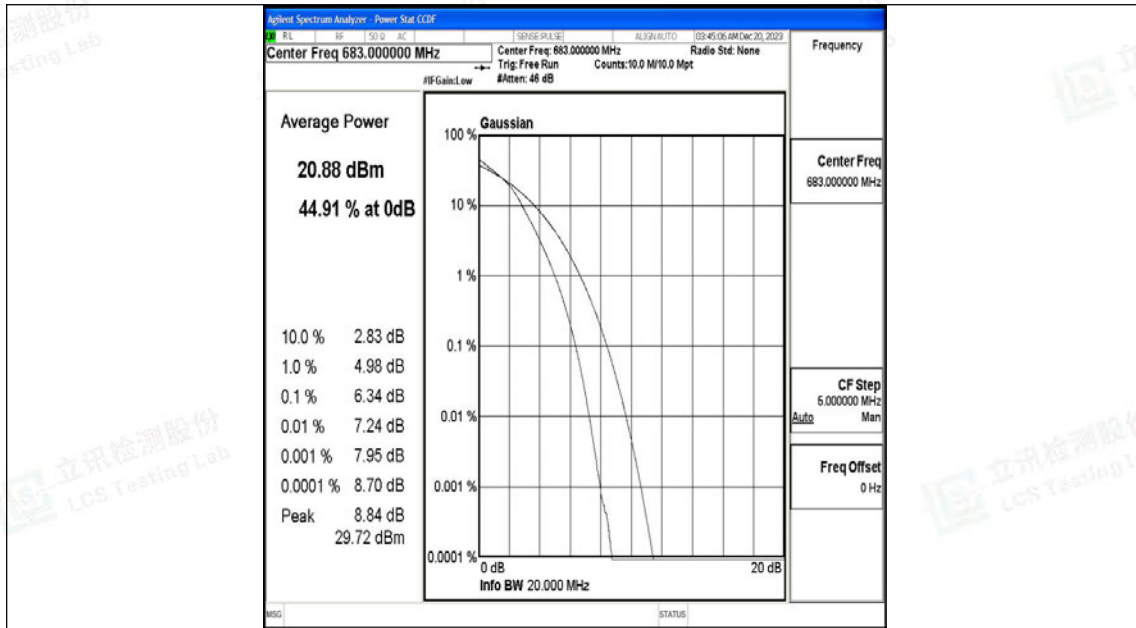 Agilent Spectrum Analyzer - Power Stat CCDF
RL RF 50 Ω AC SENSE:PULSE ALIGNAUTO 03:45:06 AM Dec 20, 2023
Center Freq 683.000000 MHz
Center Freq: 683.000000 MHz Radio Std: None
Trig: Free Run Counts:10.0 M/10.0 Mpt
#IFGain:Low #Atten: 46 dB
Frequency
Average Power
20.88 dBm
44.91 % at 0dB
10.0 % 2.83 dB
1.0 % 4.98 dB
0.1 % 6.34 dB
0.01 % 7.24 dB
0.001 % 7.95 dB
0.0001 % 8.70 dB
Peak 8.84 dB
29.72 dBm
Gaussian
100 %
10 %
1 %
0.1 %
0.01 %
0.001 %
0.0001 %
0 dB 20 dB
Info BW 20.000 MHz
Center Freq
683.000000 MHz
CF Step
5.000000 MHz
Auto Man
Freq Offset
0 Hz
MSG STATUS
立讯检测股份
LCS Testing Lab
立讯检测股份